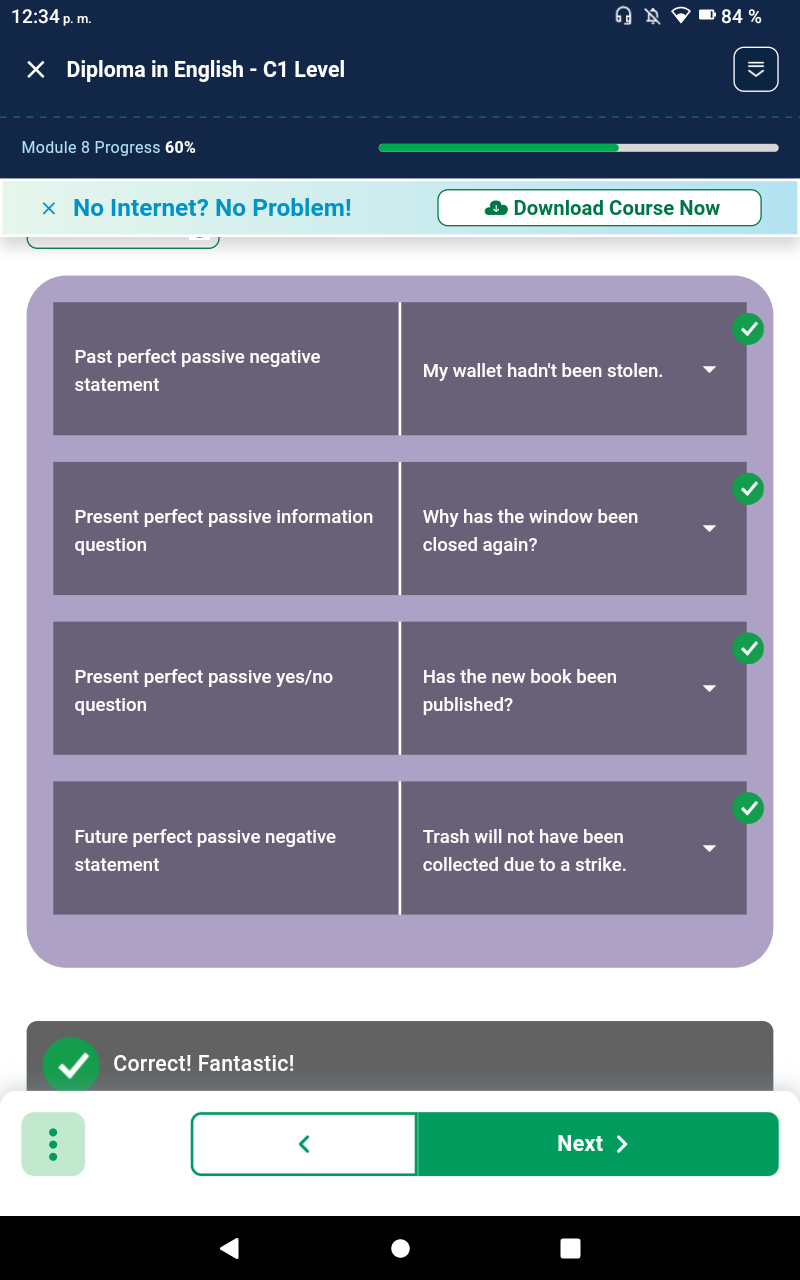 12:34 p. m.
84 %
Diploma in English - C1 Level
Module 8 Progress 60%
No Internet? No Problem!
Download Course Now
Past perfect passive negative
statement
My wallet hadn't been stolen.
Present perfect passive information
question
Why has the window been
closed again?
Present perfect passive yes/no
question
Has the new book been
published?
Future perfect passive negative
statement
Trash will not have been
collected due to a strike.
Correct! Fantastic!
Next